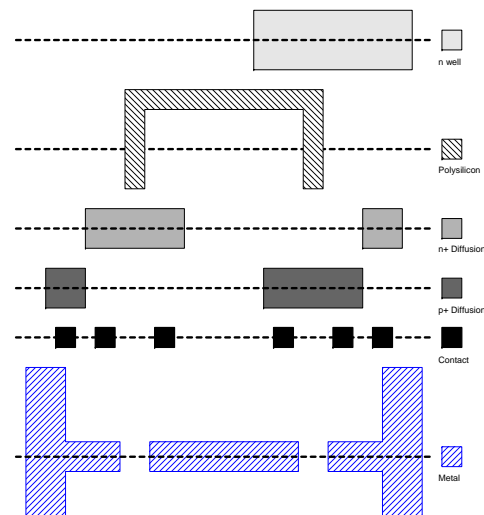 n well
Polysilicon
n+ Diffusion
p+ Diffusion
Contact
Metal